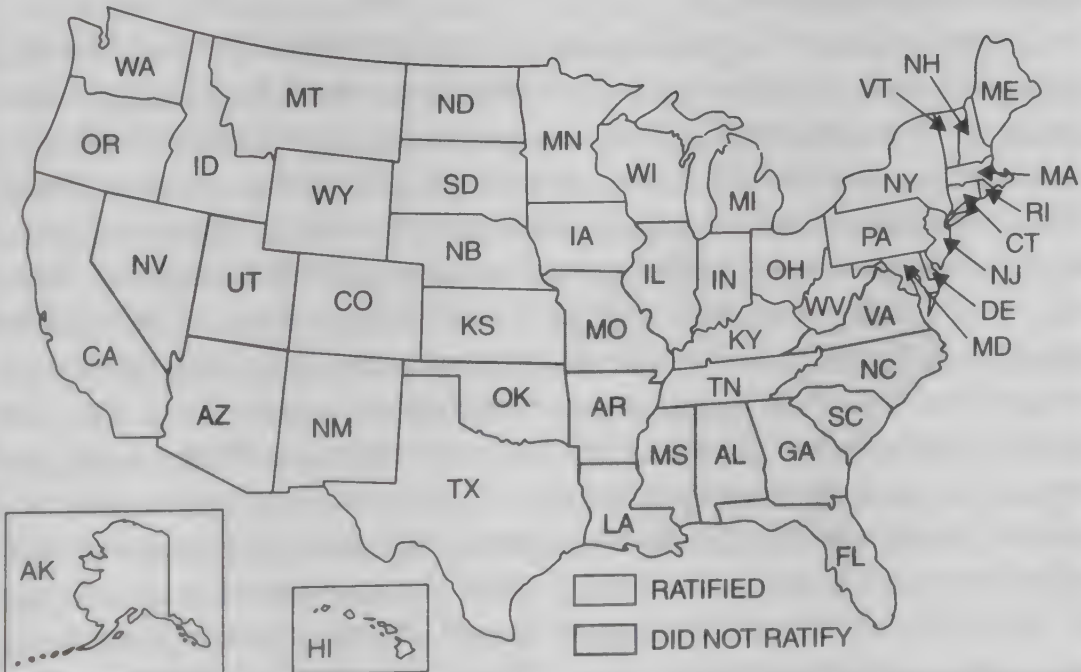 WA
MT
ND
MN
NH
VT
ME
OR
ID
WY
SD
WI
MI
NY
MA
RI
CT
NJ
DE
MD
NV
UT
CO
NB
IA
IL
IN
OH
PA
WV
VA
KS
MO
KY
CA
AZ
NM
OK
AR
TN
NC
SC
TX
LA
MS
AL
GA
FL
AK
HI
RATIFIED
DID NOT RATIFY